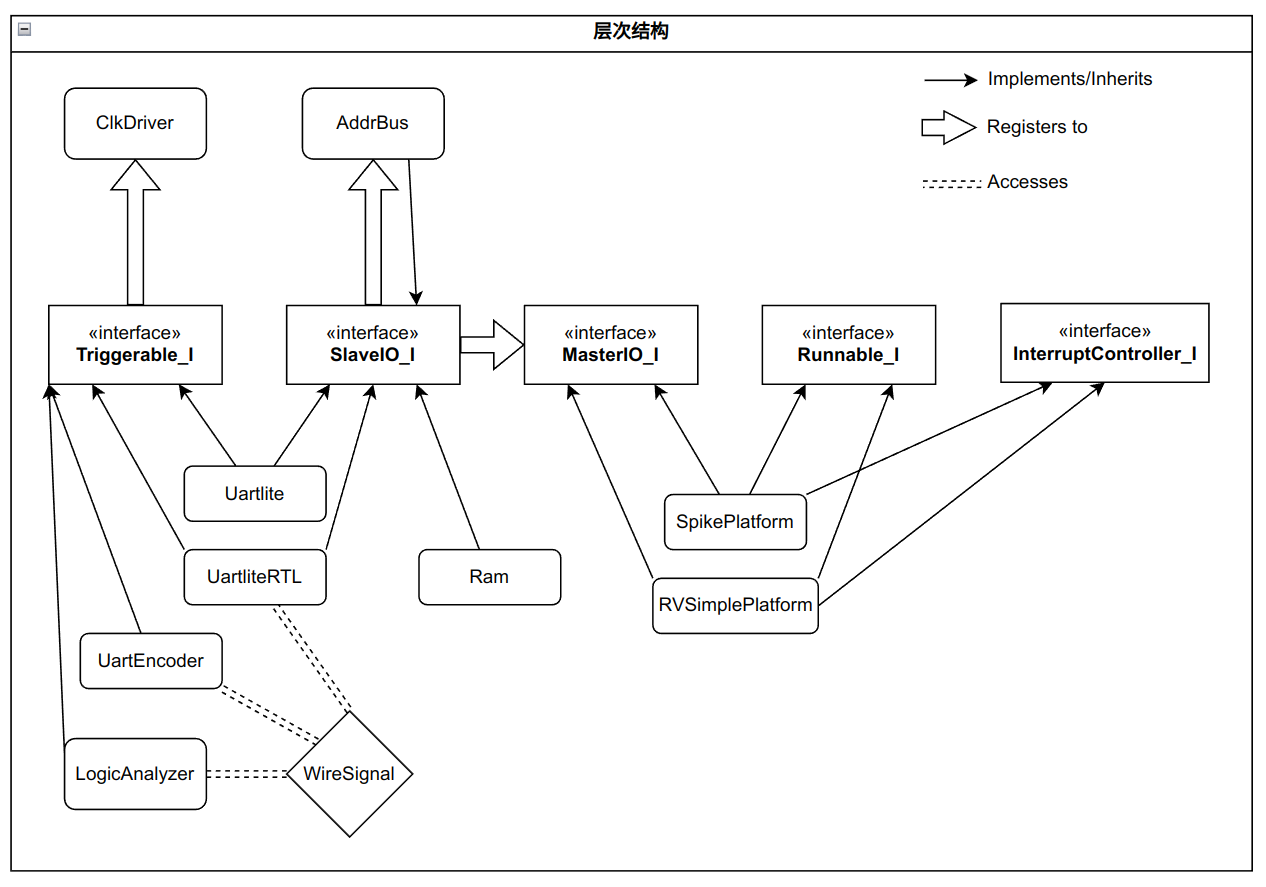 层次结构
Implements/Inherits
Registers to
Accesses
ClkDriver
AddrBus
«interface»
Triggerable_I
«interface»
SlaveIO_I
«interface»
MasterIO_I
«interface»
Runnable_I
«interface»
InterruptController_I
Uartlite
SpikePlatform
UartliteRTL
Ram
RVSimplePlatform
UartEncoder
LogicAnalyzer
WireSignal